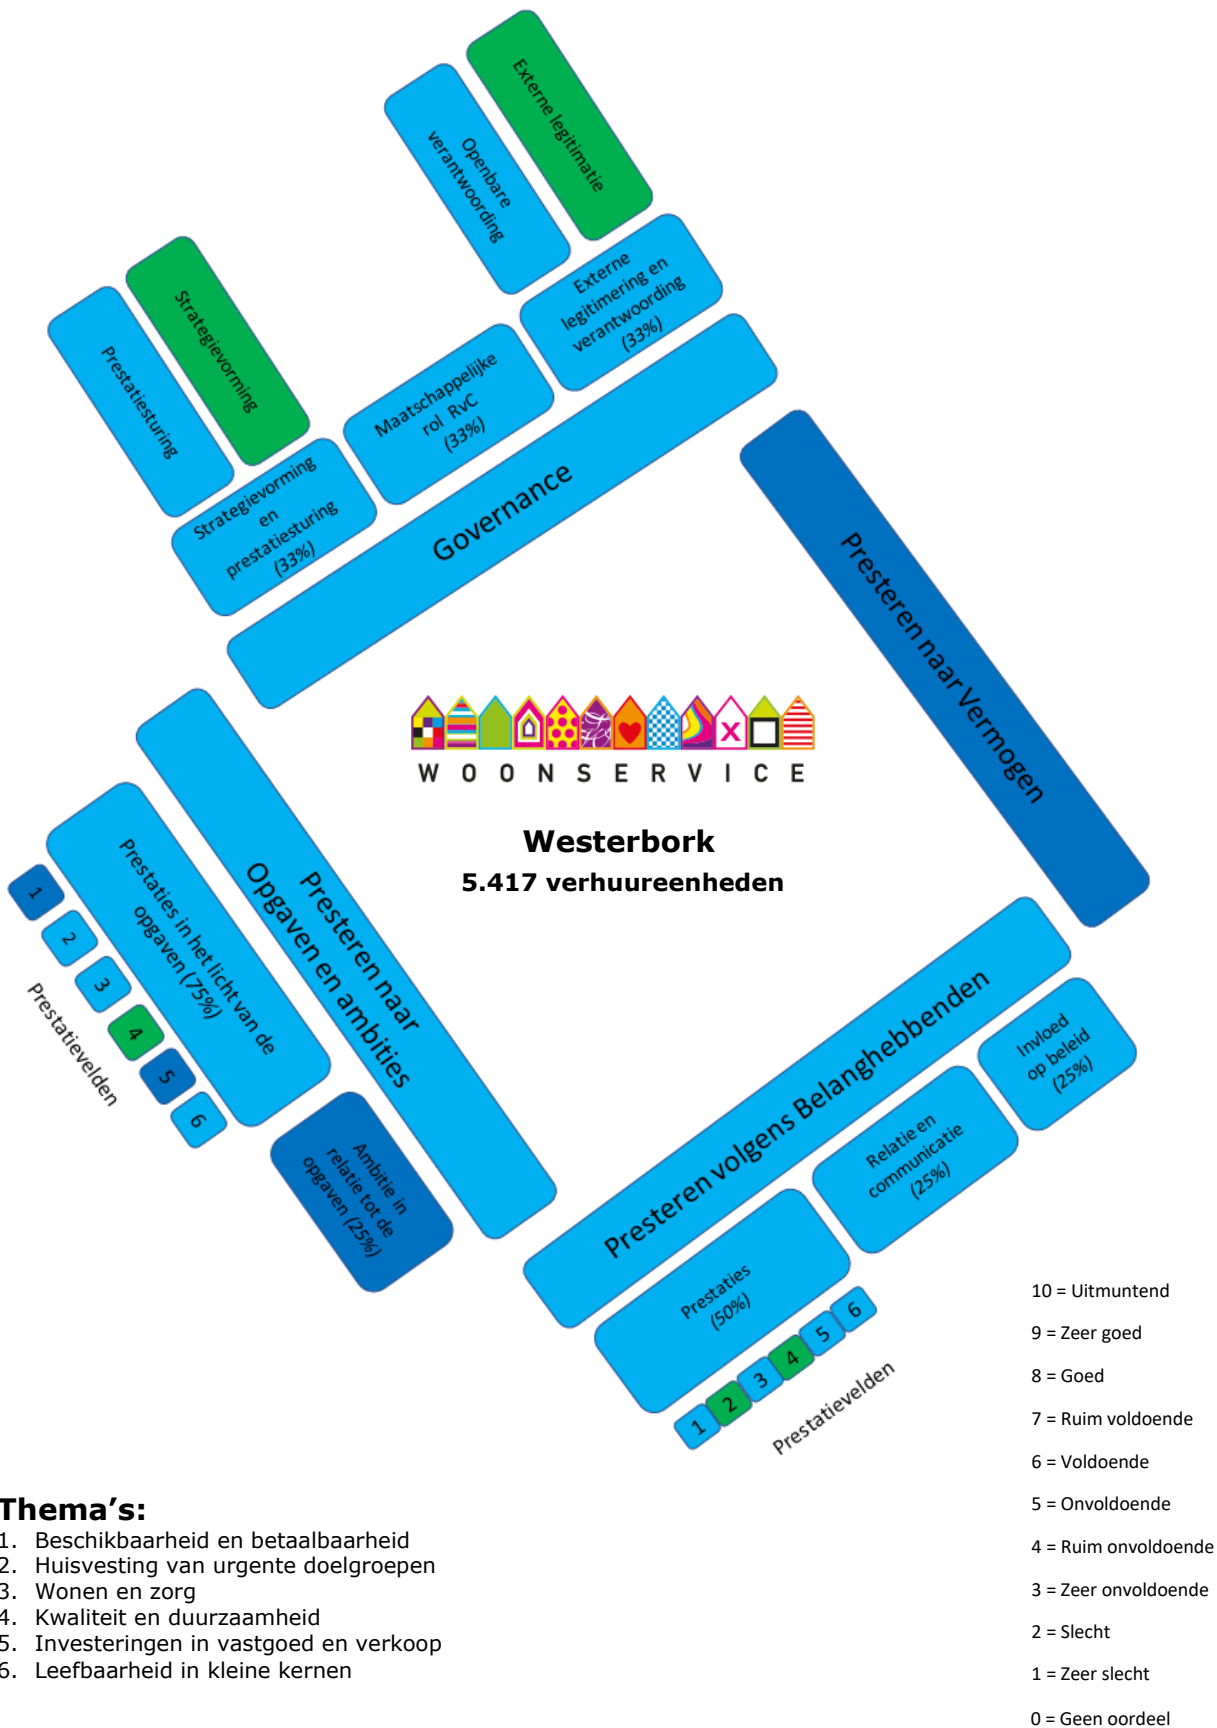 Externe legitimatie
Openbare
verantwoording
Externe
legitimering en
verantwoording
(33%)
Strategievorming
Prestatiesturing
Maatschappelijke
rol RvC
(33%)
Strategievorming
en
prestatiesturing
(33%)
Governance
Presteren naar Vermogen
WOONSERVICE
Westerbork
5.417 verhuureenheden
Presteren naar
Opgaven en ambities
Prestaties in het licht van de
opgaven (75%)
1
2
3
4
5
6
Prestatievelden
Ambitie in
relatie tot de
opgaven (25%)
Presteren volgens Belanghebbenden
Invloed
op beleid
(25%)
Relatie en
communicatie
(25%)
Prestaties
(50%)
1
2
3
4
5
6
Prestatievelden
10 = Uitmuntend
9 = Zeer goed
8 = Goed
7 = Ruim voldoende
6 = Voldoende
5 = Onvoldoende
4 = Ruim onvoldoende
3 = Zeer onvoldoende
2 = Slecht
1 = Zeer slecht
0 = Geen oordeel
Thema's:
1. Beschikbaarheid en betaalbaarheid
2. Huisvesting van urgente doelgroepen
3. Wonen en zorg
4. Kwaliteit en duurzaamheid
5. Investeringen in vastgoed en verkoop
6. Leefbaarheid in kleine kernen